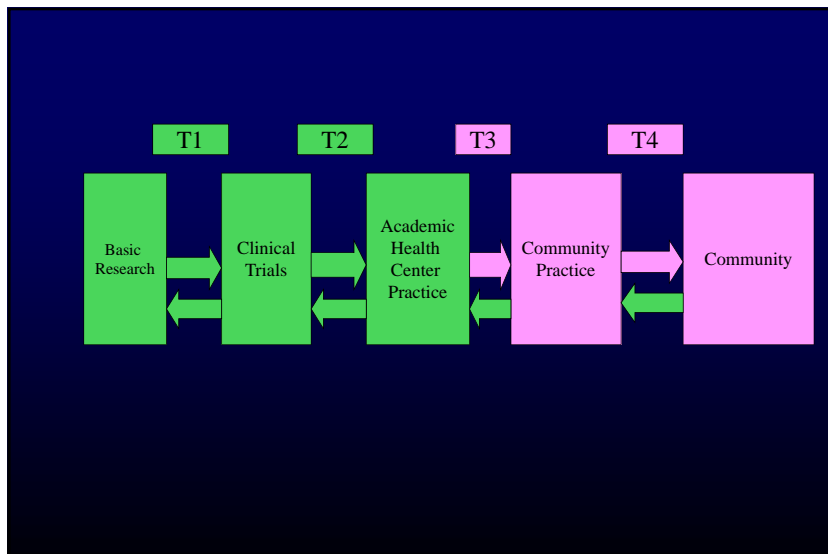 T1
T2
T3
T4
Basic
Research
Clinical
Trials
Academic
Health
Center
Practice
Community
Practice
Community